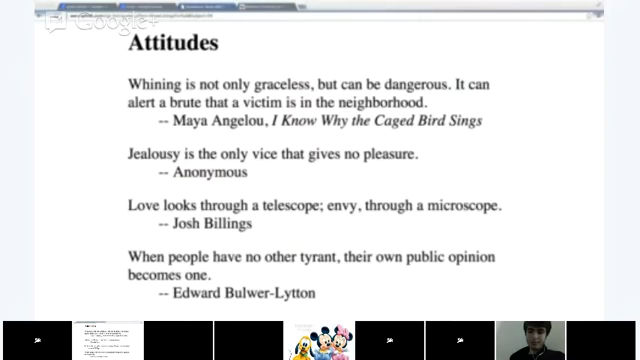 Google+
Attitudes
Whining is not only graceless, but can be dangerous. It can
alert a brute that a victim is in the neighborhood.
-- Maya Angelou, I Know Why the Caged Bird Sings
Jealousy is the only vice that gives no pleasure.
-- Anonymous
Love looks through a telescope; envy, through a microscope.
-- Josh Billings
When people have no other tyrant, their own public opinion
becomes one.
-- Edward Bulwer-Lytton